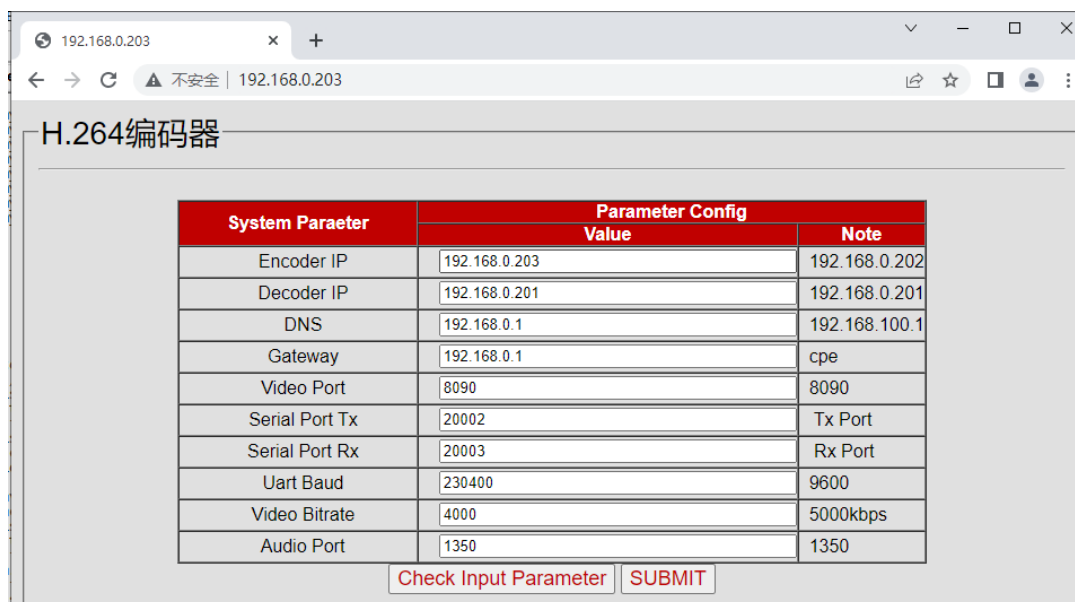 192.168.0.203
不安全 192.168.0.203
H.264编码器
System Paraeter Parameter Config
Value Note
Encoder IP 192.168.0.203 192.168.0.202
Decoder IP 192.168.0.201 192.168.0.201
DNS 192.168.0.1 192.168.100.1
Gateway 192.168.0.1 cpe
Video Port 8090 8090
Serial Port Tx 20002 Tx Port
Serial Port Rx 20003 Rx Port
Uart Baud 230400 9600
Video Bitrate 4000 5000kbps
Audio Port 1350 1350
Check Input Parameter SUBMIT